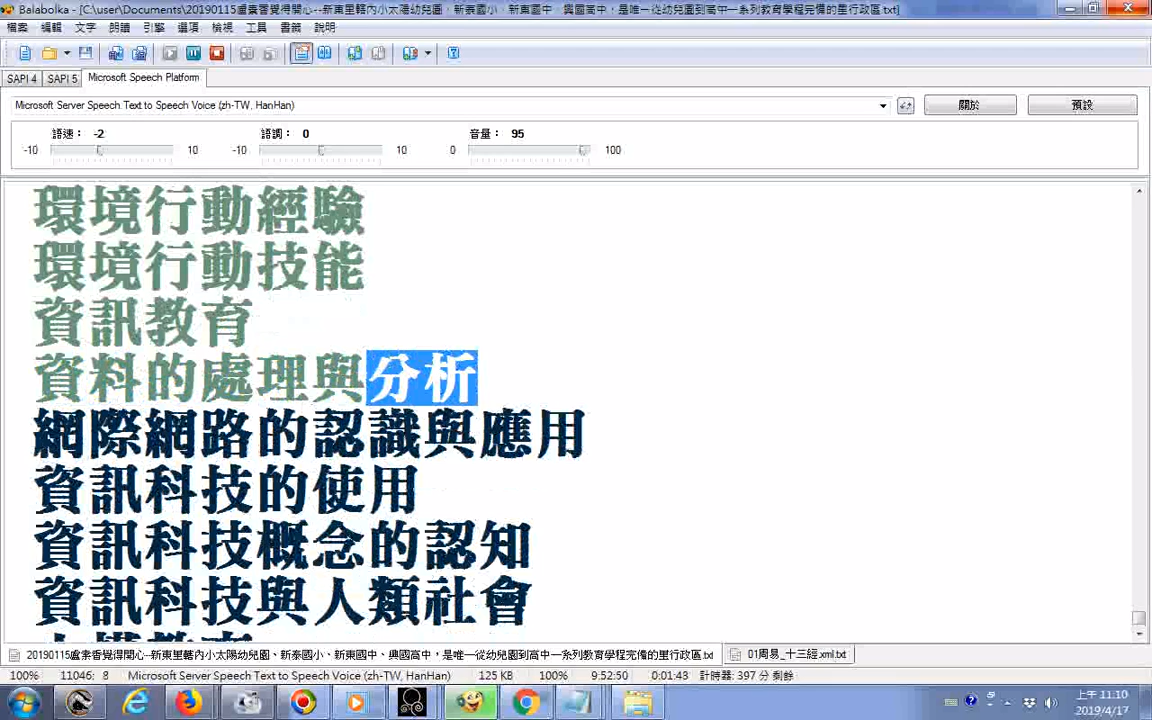 Balabolka - [C:\user\Documents\20190115盧素香覺得開心--新東里轄內小太陽幼兒園、新泰國小、新東國中、興國高中，是唯一從幼兒園到高中一系列教育學程完備的里行政區.txt]
檔案 編輯 文字 朗讀 引擎 選項 檢視 工具 書籤 說明
SAPI 4 SAPI 5 Microsoft Speech Platform
Microsoft Server Speech Text to Speech Voice (zh-TW, HanHan) 關於 預設
語速： -2 語調： 0 音量： 95
-10 10 -10 10 0 100
環境行動經驗
環境行動技能
資訊教育
資料的處理與分析
網際網路的認識與應用
資訊科技的使用
資訊科技概念的認知
資訊科技與人類社會
20190115盧素香覺得開心--新東里轄內小太陽幼兒園、新泰國小、新東國中、興國高中，是唯一從幼兒園到高中一系列教育學程完備的里行政區.txt 01周易_十三經.xml.txt
100% 11046: 8 Microsoft Server Speech Text to Speech Voice (zh-TW, HanHan) 125 KB 100% 9:52:50 0:01:43 計時器: 397 分 剩餘
上午 11:10
2019/4/17